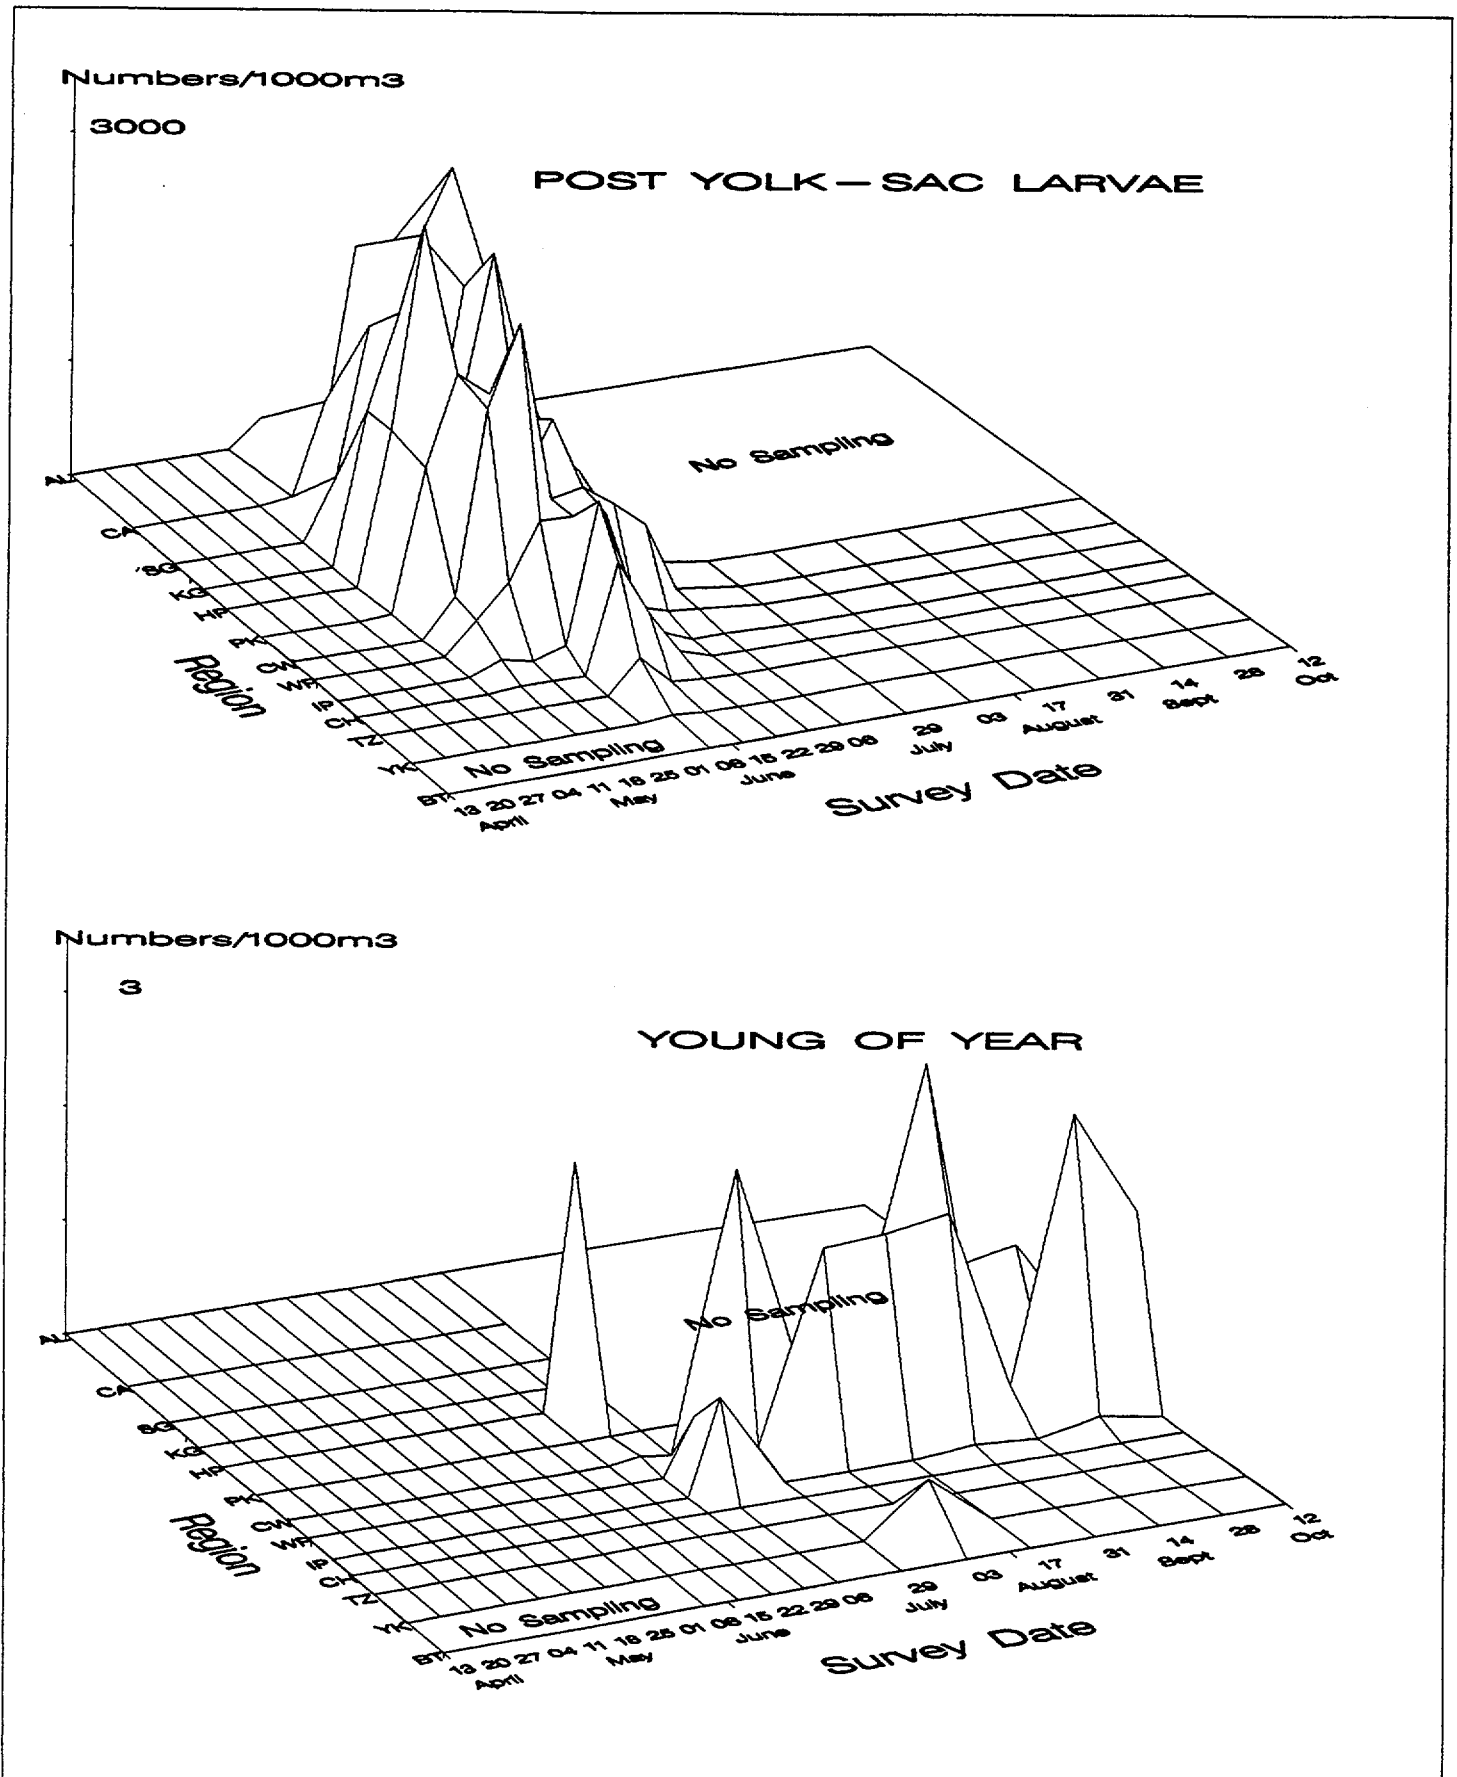 Numbers/1000m3
3000
POST YOLK-SAC LARVAE
No Sampling
AL
CA
SG
KG
HP
PK
CW
WP
IP
CH
TZ
YK
BT
Region
No Sampling
13 20 27 04 11 18 25 01 08 15 22 29 06 29 03 17 31 14 28 12
April May June July August Sept Oct
Survey Date
Numbers/1000m3
3
YOUNG OF YEAR
No Sampling
AL
CA
SG
KG
HP
PK
CW
WP
IP
CH
TZ
YK
BT
Region
No Sampling
13 20 27 04 11 18 25 01 08 15 22 29 06 29 03 17 31 14 28 12
April May June July August Sept Oct
Survey Date